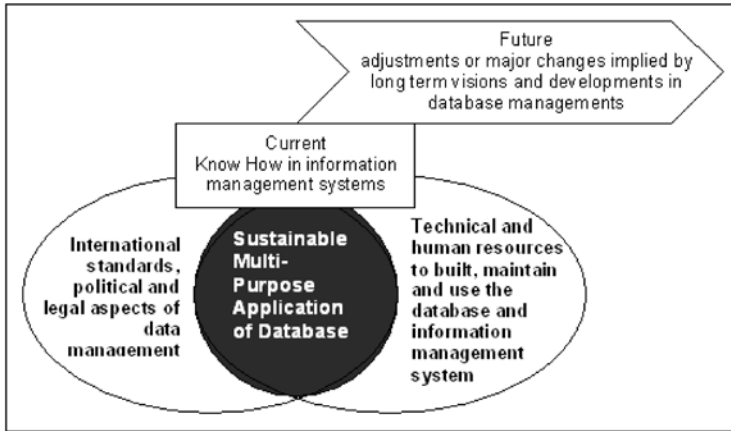 Future
adjustments or major changes implied by
long term visions and developments in
database managements
Current
Know How in information
management systems
International
standards,
political and
legal aspects of
data
management
Sustainable
Multi-
Purpose
Application
of Database
Technical and
human resources
to built, maintain
and use the
database and
information
management
system